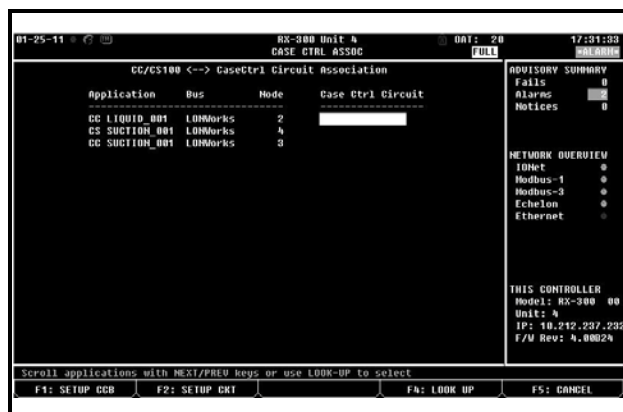 01-25-11 RX-300 Unit 4 OAT: 20 17:31:33
CASE CTRL ASSOC FULL *ALARM*
CC/CS100 <--> CaseCtrl Circuit Association
Application Bus Node Case Ctrl Circuit
CC LIQUID_001 LONWorks 2
CS SUCTION_001 LONWorks 4
CC SUCTION_001 LONWorks 3
ADVISORY SUMMARY
Fails 0
Alarms 2
Notices 0
NETWORK OVERVIEW
IONet
Modbus-1
Modbus-3
Echelon
Ethernet
THIS CONTROLLER
Model: RX-300 00
Unit: 4
IP: 10.212.237.232
F/W Rev: 4.00B24
Scroll applications with NEXT/PREV keys or use LOOK-UP to select
F1: SETUP CCB F2: SETUP CKT F4: LOOK UP F5: CANCEL